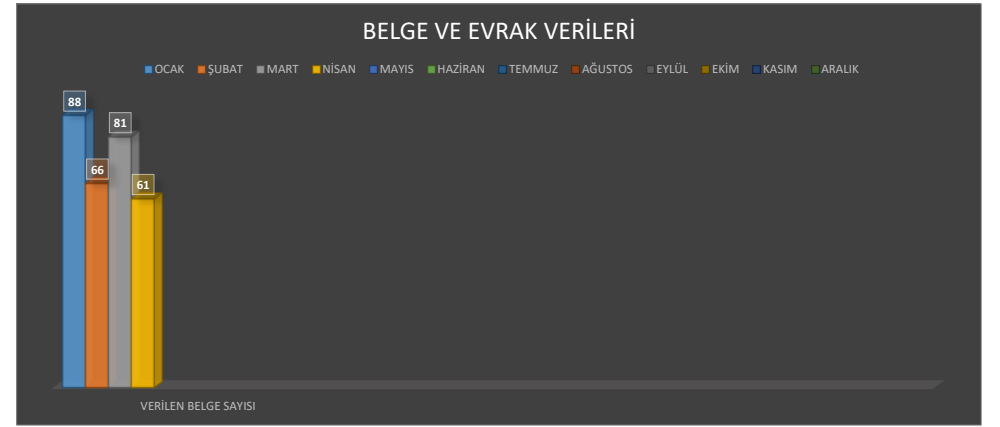 BELGE VE EVRAK VERİLERİ
OCAK ŞUBAT MART NİSAN MAYIS HAZİRAN TEMMUZ AĞUSTOS EYLÜL EKİM KASIM ARALIK
88
81
66
61
VERİLEN BELGE SAYISI